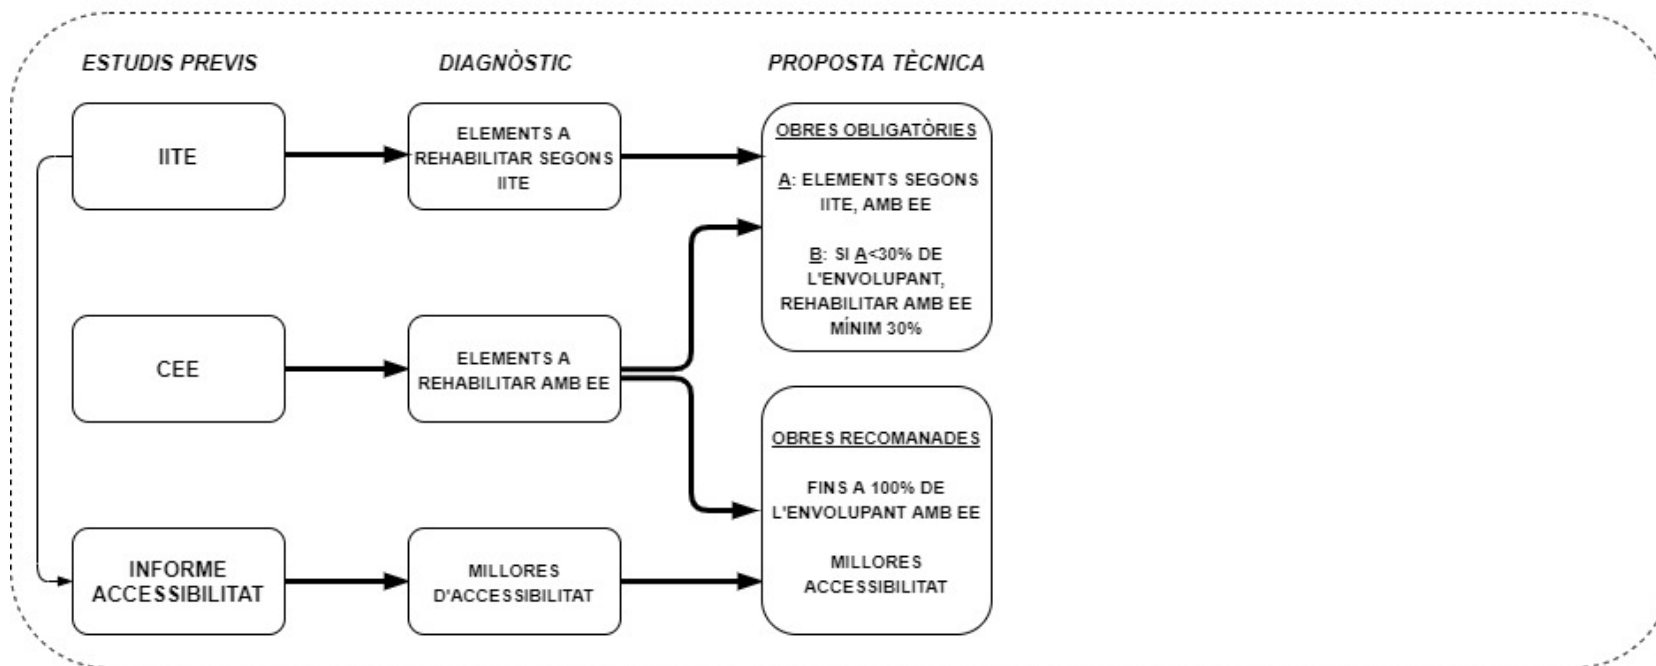 ESTUDIS PREVIS
DIAGNÒSTIC
PROPOSTA TÈCNICA
IITE
ELEMENTS A
REHABILITAR SEGONS
IITE
OBRES OBLIGATÒRIES
A: ELEMENTS SEGONS
IITE, AMB EE
B: SI A<30% DE
L'ENVOLUPANT,
REHABILITAR AMB EE
MÍNIM 30%
CEE
ELEMENTS A
REHABILITAR AMB EE
OBRES RECOMANADES
FINS A 100% DE
L'ENVOLUPANT AMB EE
MILLORES
ACCESSIBILITAT
INFORME
ACCESSIBILITAT
MILLORES
D'ACCESSIBILITAT